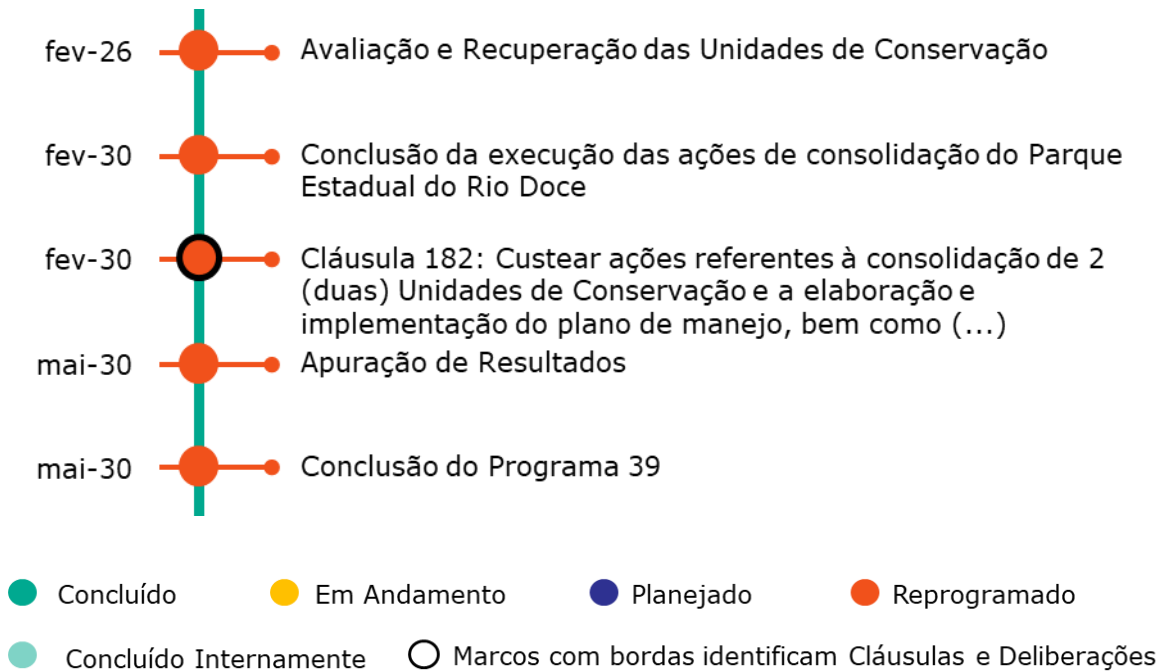 fev-26 Avaliação e Recuperação das Unidades de Conservação
fev-30 Conclusão da execução das ações de consolidação do Parque
Estadual do Rio Doce
fev-30 Cláusula 182: Custear ações referentes à consolidação de 2
(duas) Unidades de Conservação e a elaboração e
implementação do plano de manejo, bem como (...)
mai-30 Apuração de Resultados
mai-30 Conclusão do Programa 39
Concluído Em Andamento Planejado Reprogramado
Concluído Internamente Marcos com bordas identificam Cláusulas e Deliberações